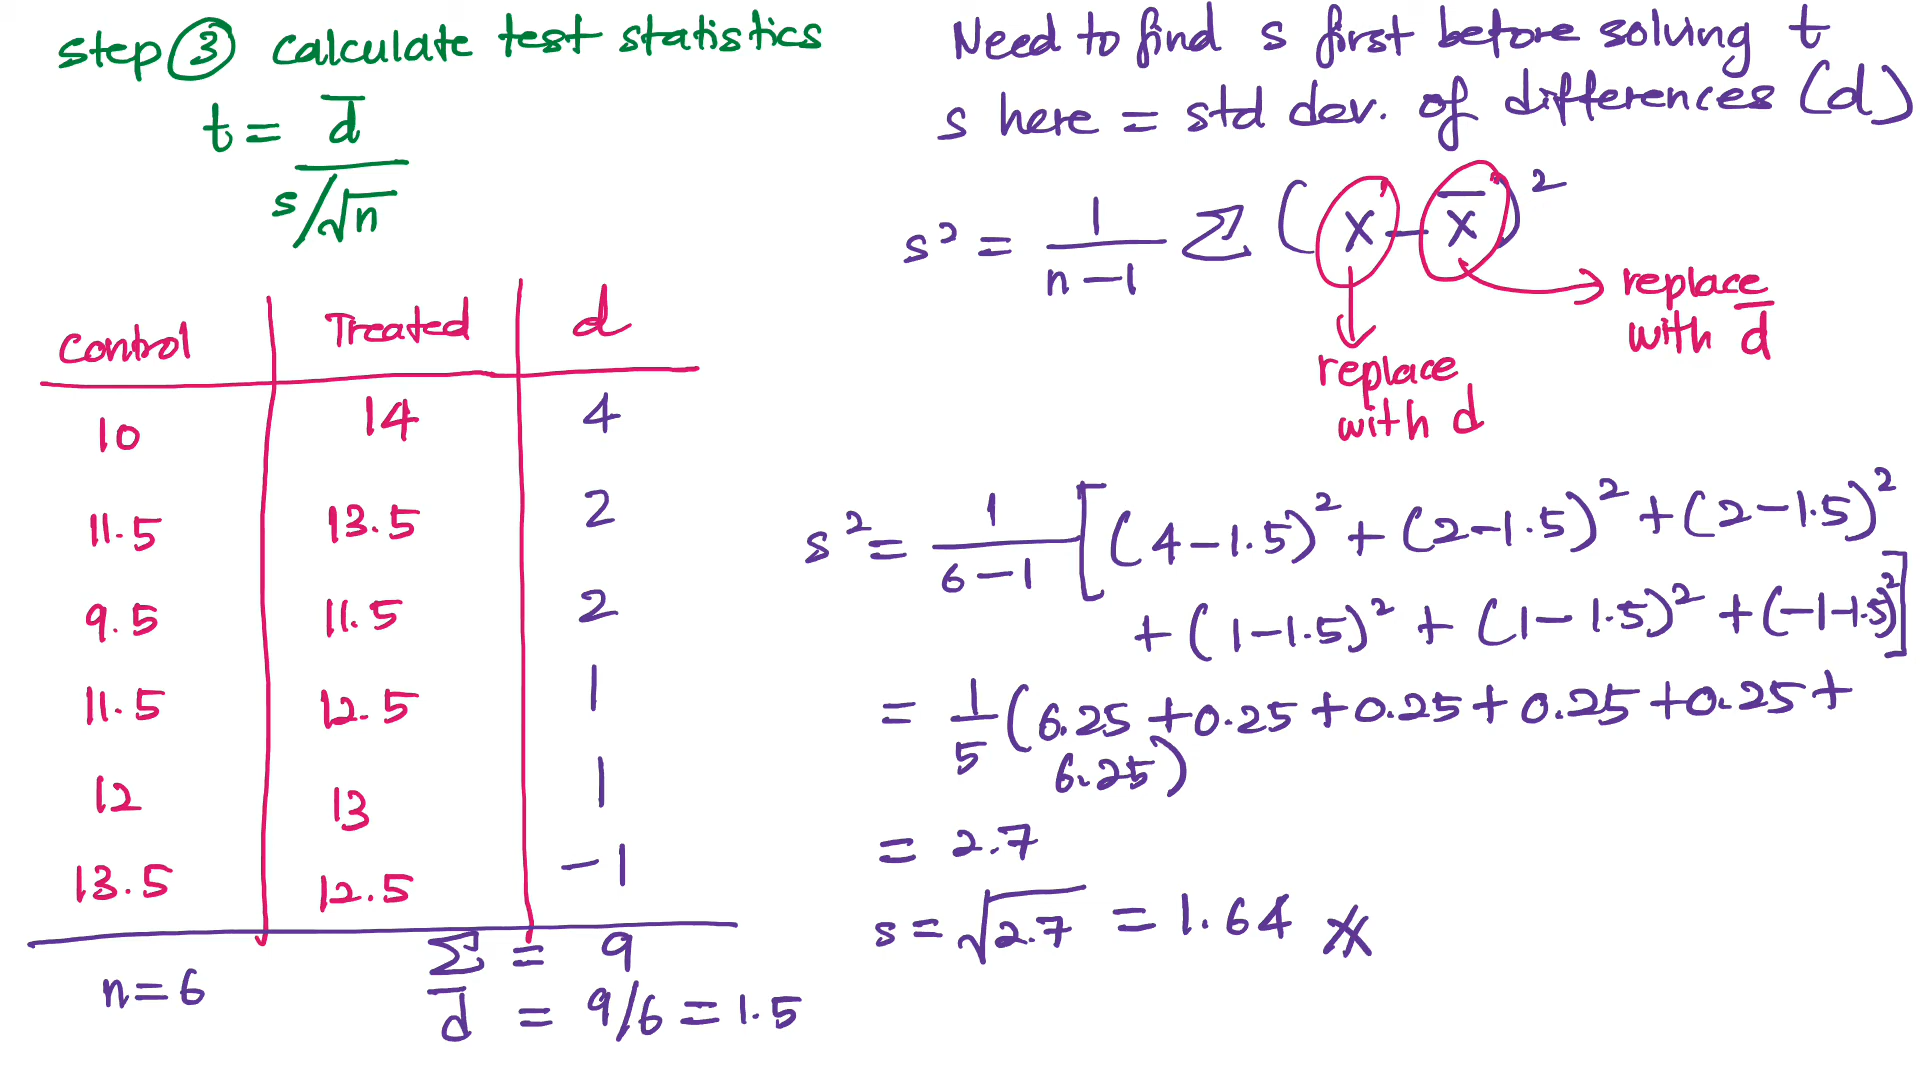 step ③ calculate test statistics
t = d̅
s/√n
Control Treated d
10 14 4
11.5 13.5 2
9.5 11.5 2
11.5 12.5 1
12 13 1
13.5 12.5 -1
n=6 Σ = 9
d̅ = 9/6 = 1.5
Need to find s first before solving t
s here = std dev. of differences (d)
s² = 1/(n-1) Σ (x - x̅)²
replace with d̅
replace with d
s² = 1/(6-1) [(4-1.5)² + (2-1.5)² + (2-1.5)²
+ (1-1.5)² + (1-1.5)² + (-1-1.5)²]
= 1/5 (6.25 + 0.25 + 0.25 + 0.25 + 0.25 +
6.25)
= 2.7
s = √2.7 = 1.64